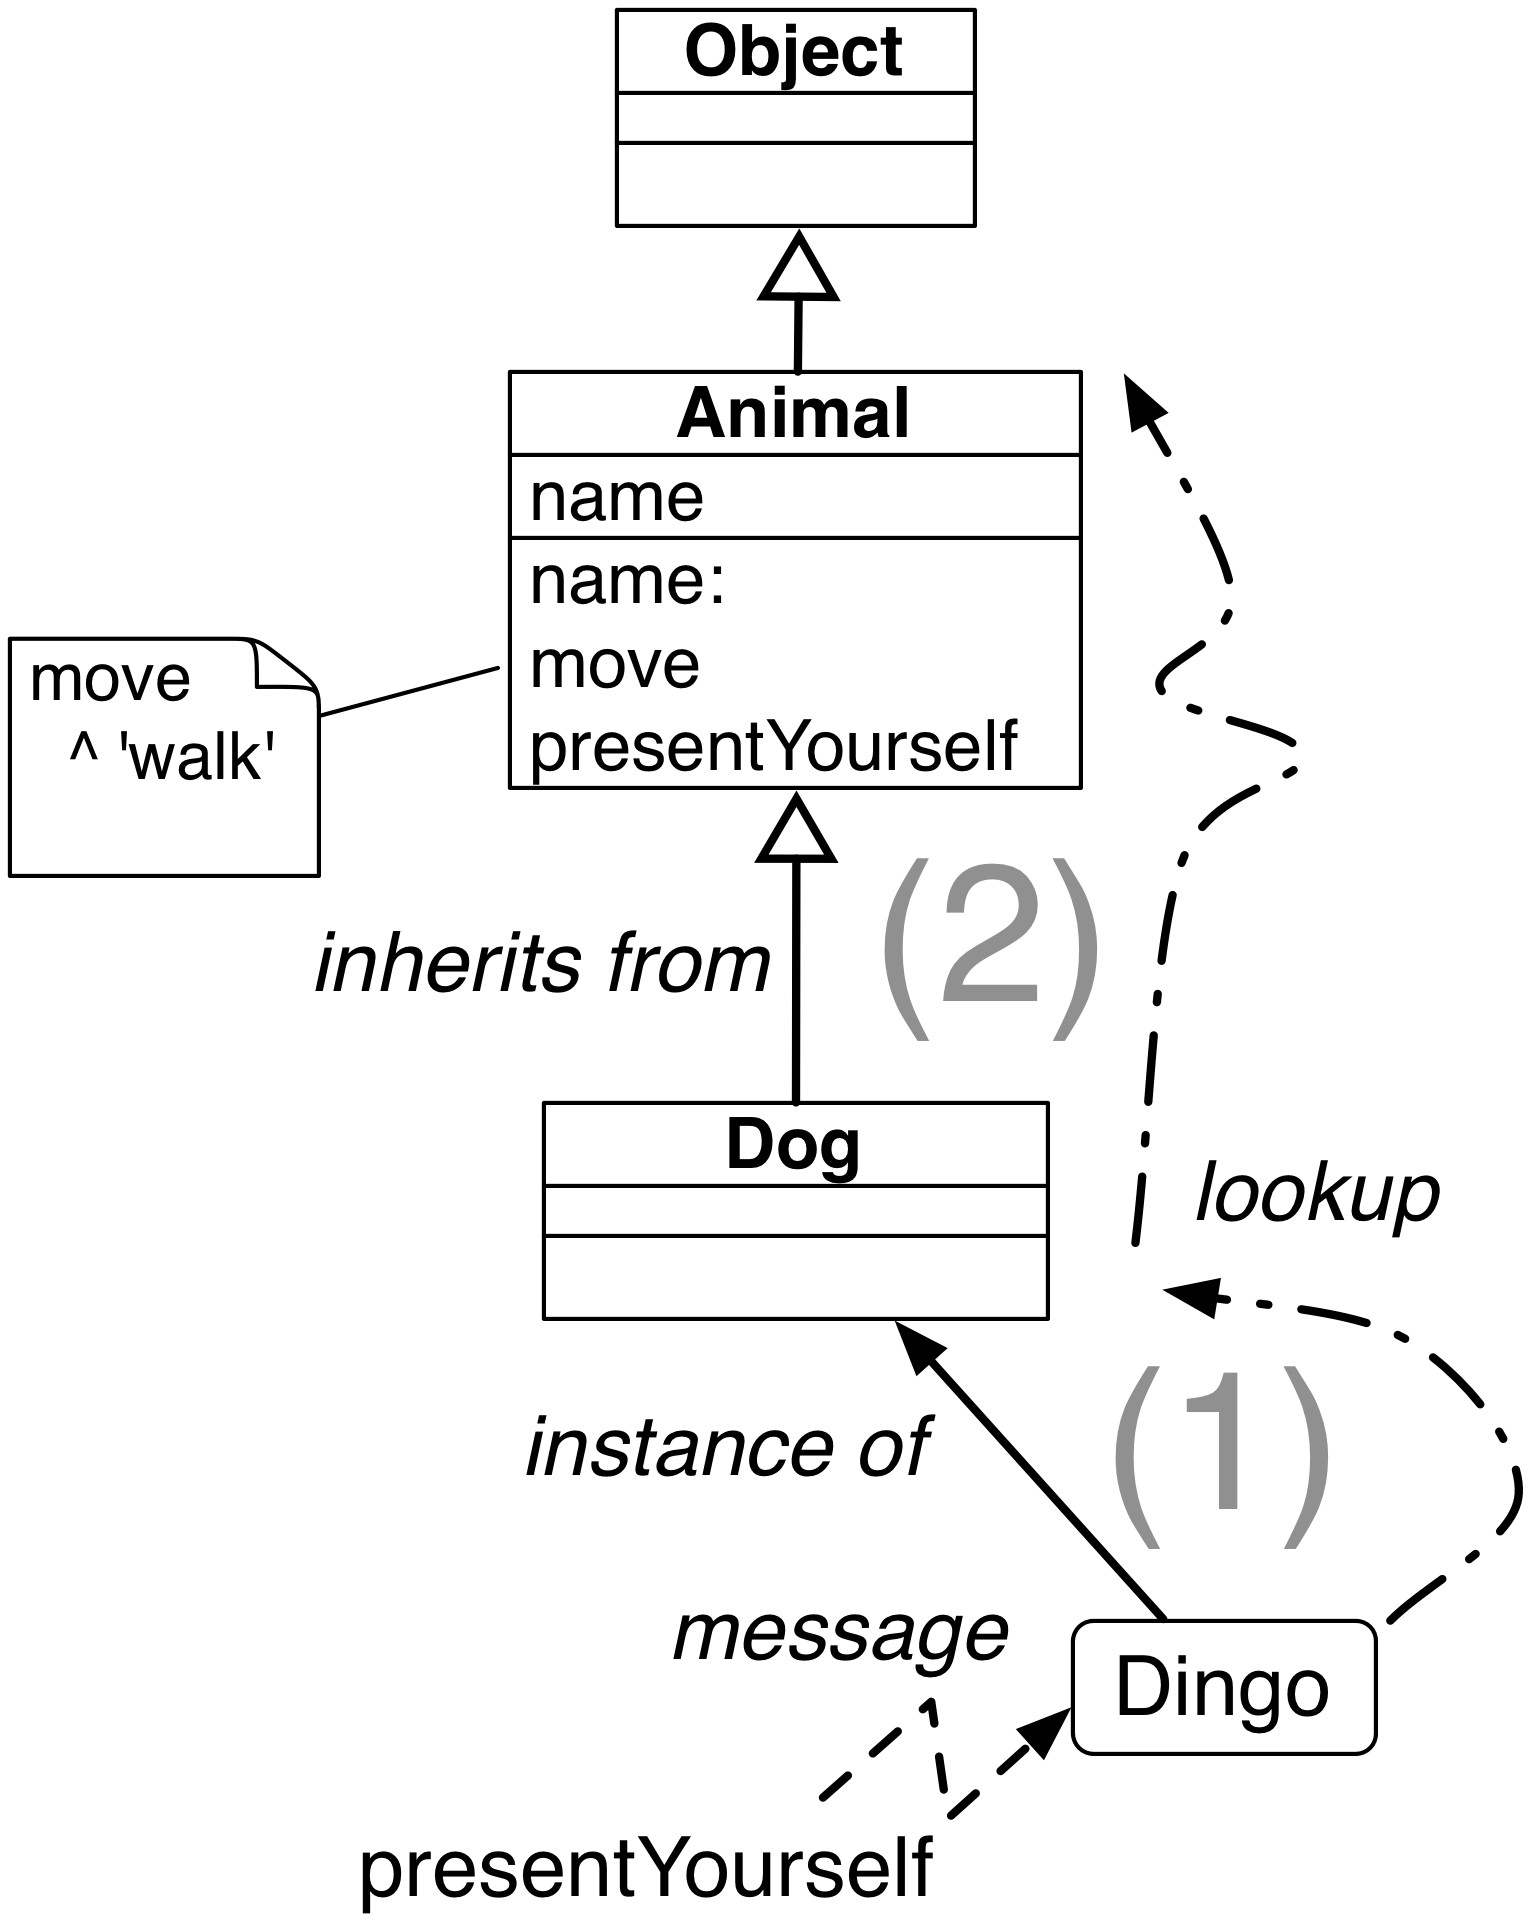 Object
Animal
name
name:
move
presentYourself
move
^ 'walk'
inherits from
(2)
Dog
lookup
instance of
(1)
message
Dingo
presentYourself